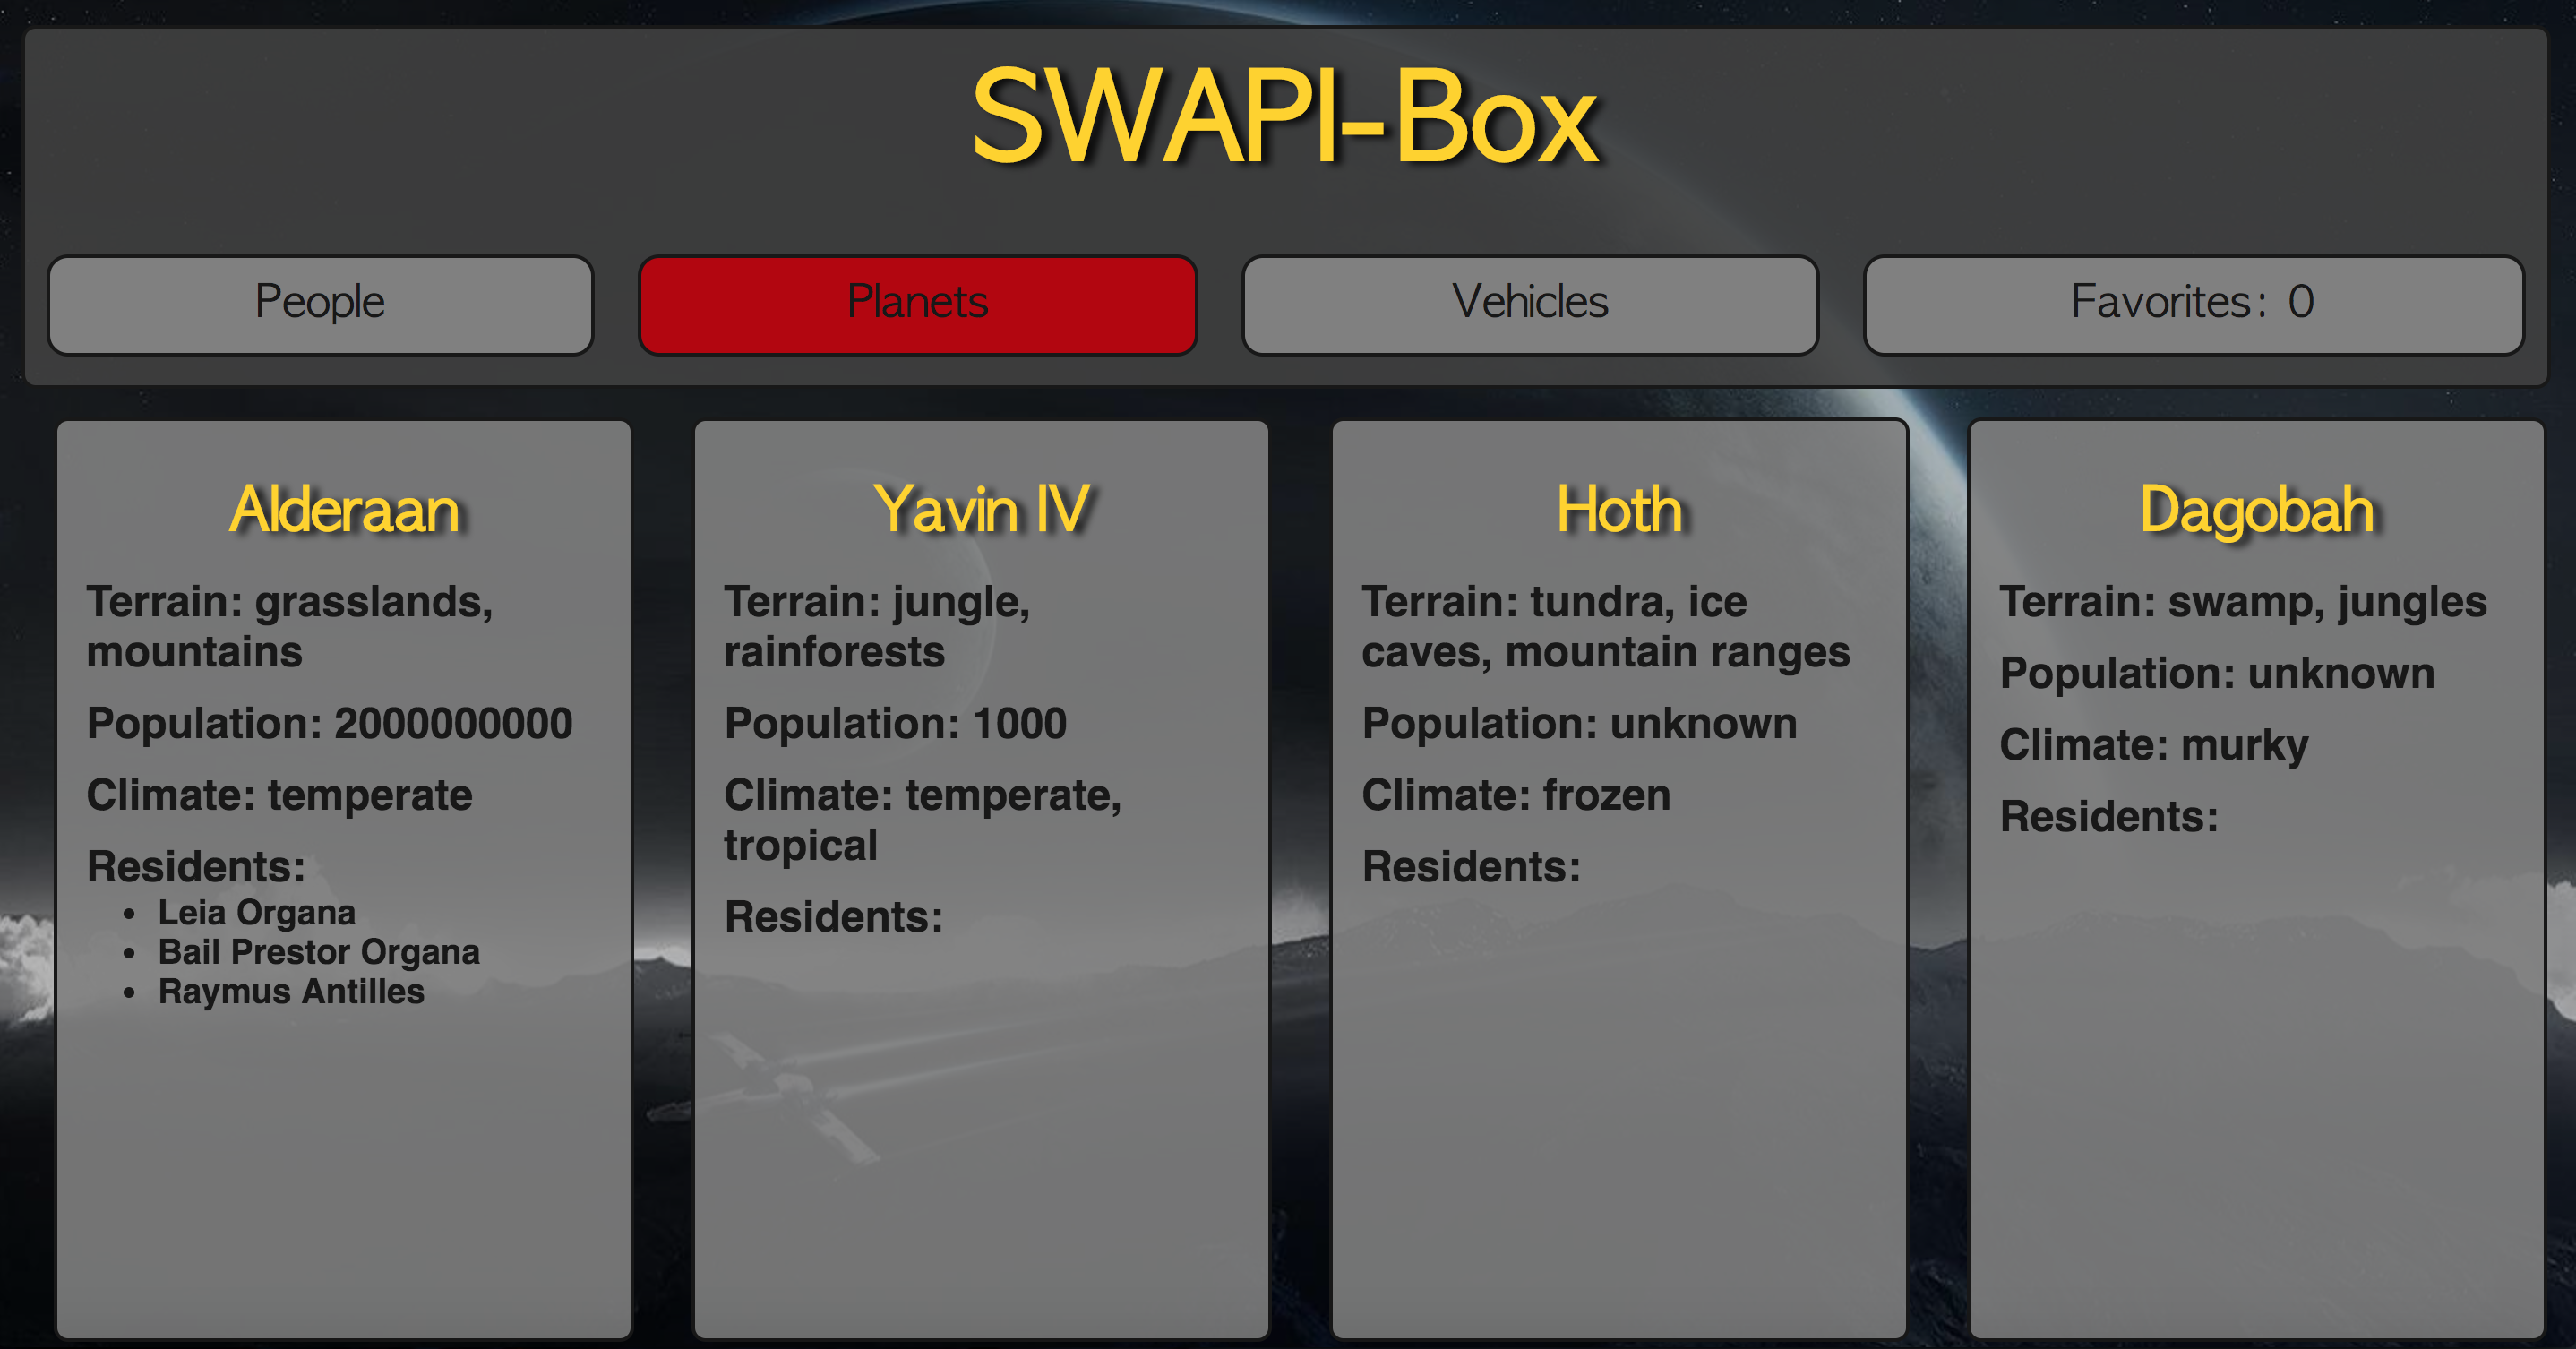 SWAPI-Box
People
Planets
Vehicles
Favorites: 0
Alderaan
Terrain: grasslands,
mountains
Population: 2000000000
Climate: temperate
Residents:
• Leia Organa
• Bail Prestor Organa
• Raymus Antilles
Yavin IV
Terrain: jungle,
rainforests
Population: 1000
Climate: temperate,
tropical
Residents:
Hoth
Terrain: tundra, ice
caves, mountain ranges
Population: unknown
Climate: frozen
Residents:
Dagobah
Terrain: swamp, jungles
Population: unknown
Climate: murky
Residents: